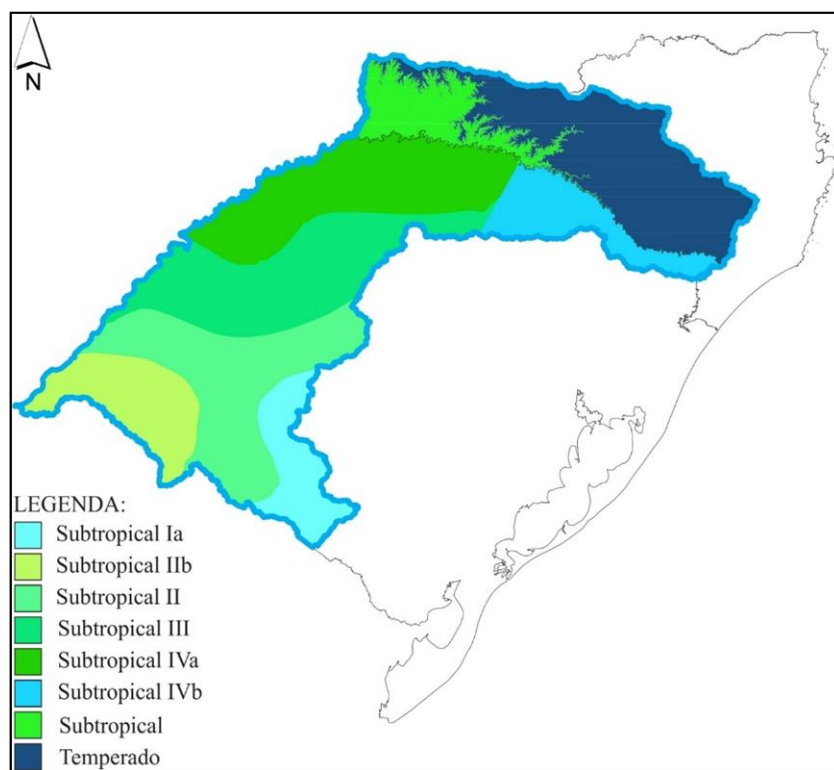 N
LEGENDA:
Subtropical Ia
Subtropical IIb
Subtropical II
Subtropical III
Subtropical IVa
Subtropical IVb
Subtropical
Temperado